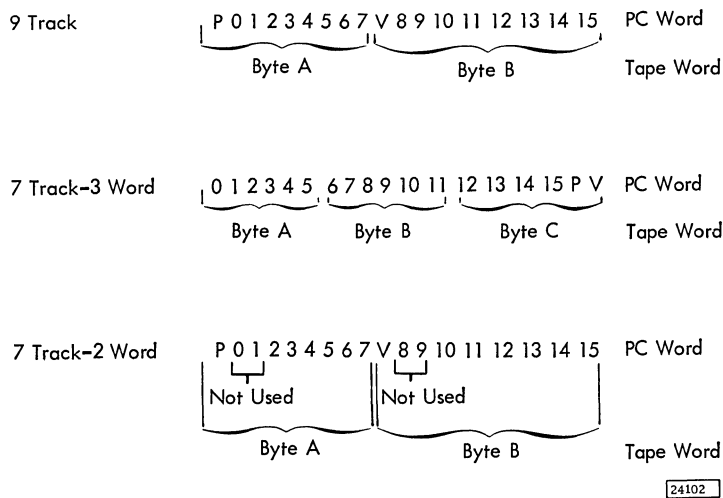 9 Track P 0 1 2 3 4 5 6 7 V 8 9 10 11 12 13 14 15 PC Word
Byte A Byte B Tape Word
7 Track-3 Word 0 1 2 3 4 5 6 7 8 9 10 11 12 13 14 15 P V PC Word
Byte A Byte B Byte C Tape Word
7 Track-2 Word P 0 1 2 3 4 5 6 7 V 8 9 10 11 12 13 14 15 PC Word
Not Used Not Used
Byte A Byte B Tape Word
24102